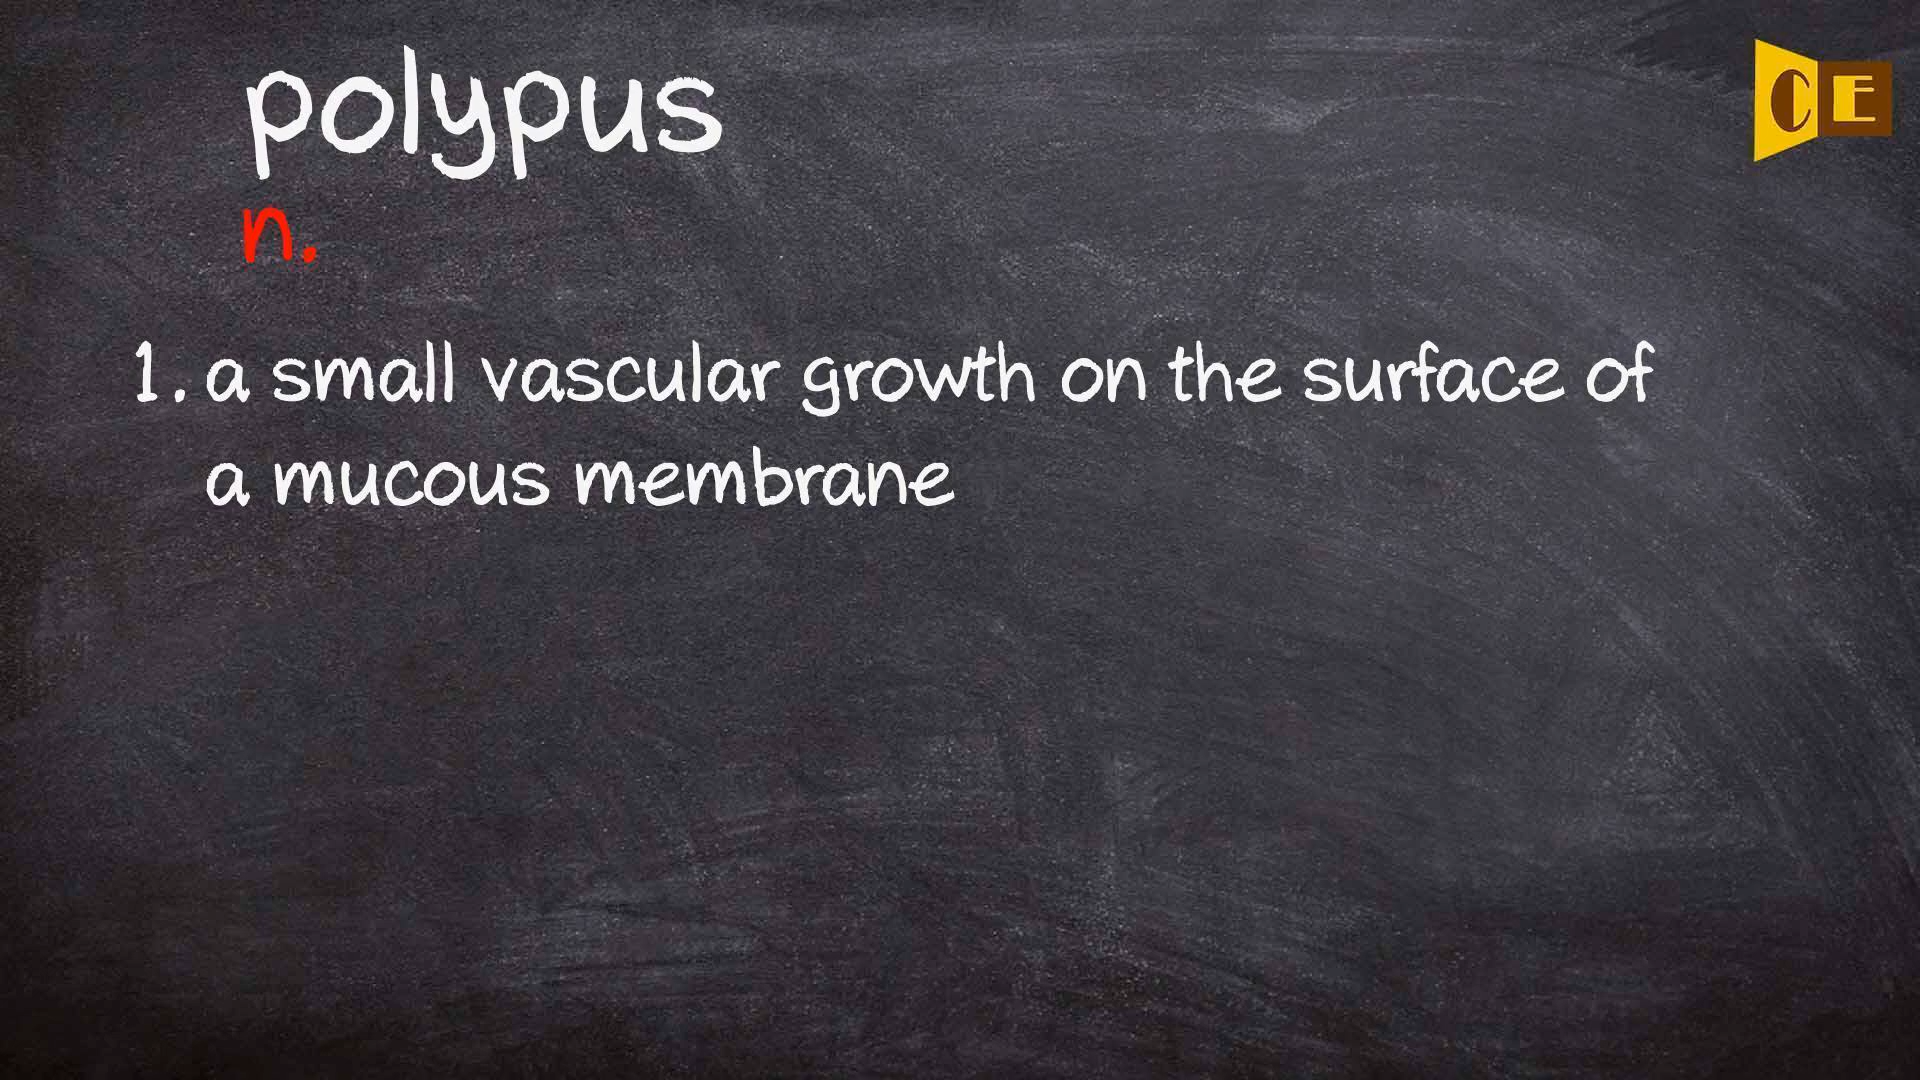 polypus
CE
n.
1. a small vascular growth on the surface of
a mucous membrane